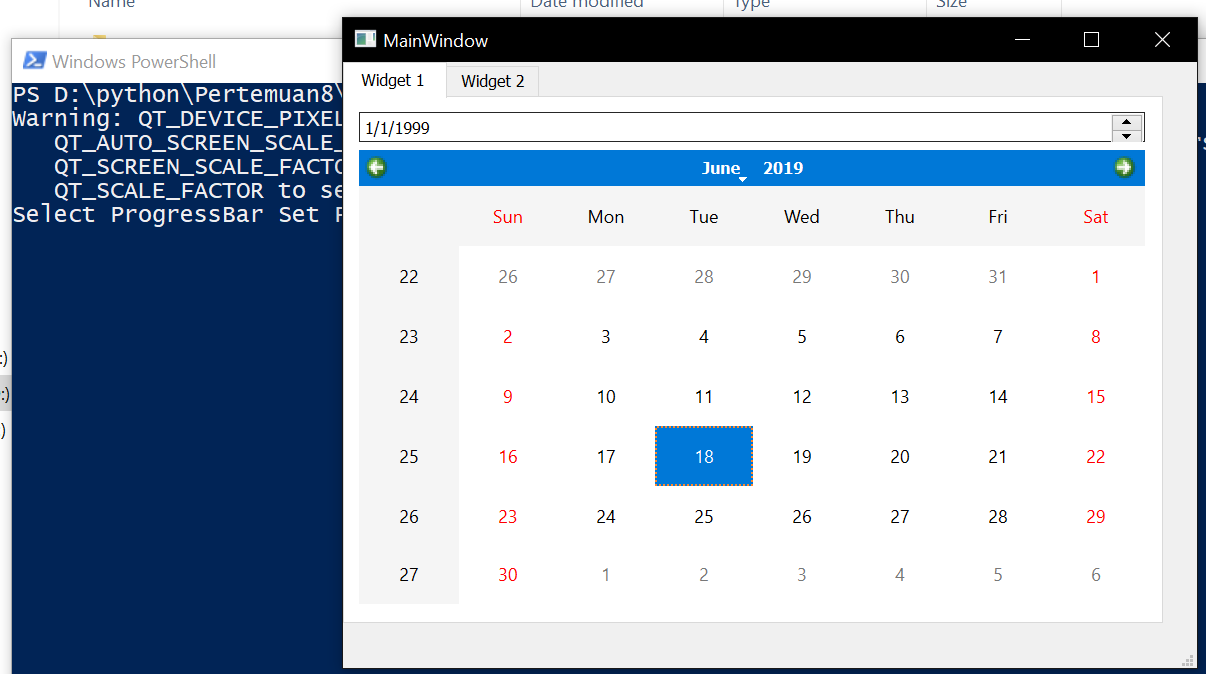 Name Date modified Type Size
Windows PowerShell
PS D:\python\Pertemuan8\
Warning: QT_DEVICE_PIXEL
QT_AUTO_SCREEN_SCALE_
QT_SCREEN_SCALE_FACTO
QT_SCALE_FACTOR to se
Select ProgressBar Set
:)
:)
)
MainWindow
Widget 1 Widget 2
1/1/1999
June 2019
Sun Mon Tue Wed Thu Fri Sat
22 26 27 28 29 30 31 1
23 2 3 4 5 6 7 8
24 9 10 11 12 13 14 15
25 16 17 18 19 20 21 22
26 23 24 25 26 27 28 29
27 30 1 2 3 4 5 6